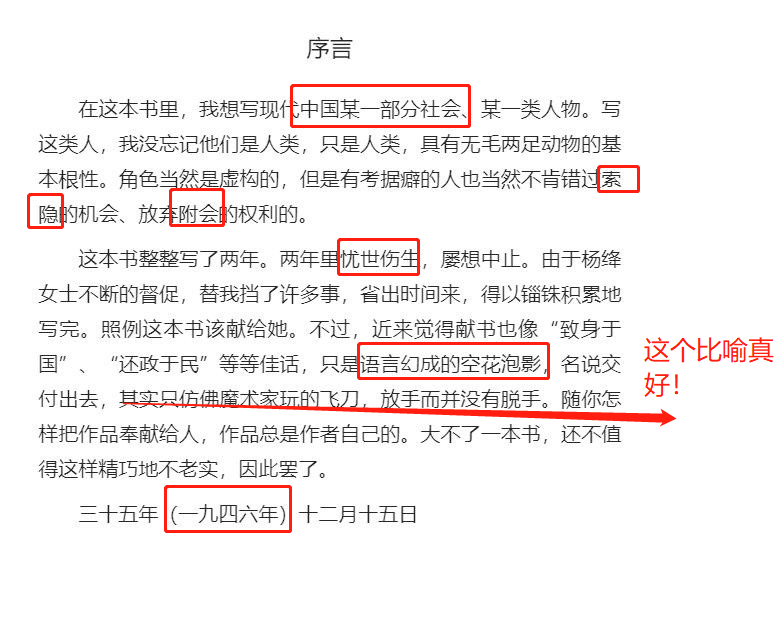 序言
在这本书里，我想写现代中国某一部分社会、某一类人物。写
这类人，我没忘记他们是人类，只是人类，具有无毛两足动物的基
本根性。角色当然是虚构的，但是有考据癖的人也当然不肯错过索
隐的机会、放弃附会的权利的。
这本书整整写了两年。两年里忧世伤生，屡想中止。由于杨绛
女士不断的督促，替我挡了许多事，省出时间来，得以锱铢积累地
写完。照例这本书该献给她。不过，近来觉得献书也像“致身于
国”、“还政于民”等等佳话，只是语言幻成的空花泡影，名说交
付出去，其实只仿佛魔术家玩的飞刀，放手而并没有脱手。随你怎
样把作品奉献给人，作品总是作者自己的。大不了一本书，还不值
得这样精巧地不老实，因此罢了。
三十五年（一九四六年）十二月十五日
这个比喻真
好！